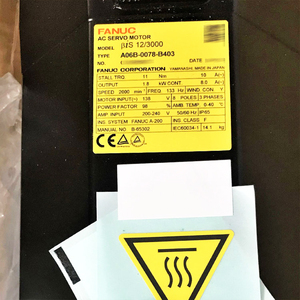 FANUC
AC SERVO MOTOR
MODEL βiS 12/3000
TYPE A06B-0078-B403
NO. DATE
FANUC CORPORATION YAMANASHI, MADE IN JAPAN
STALL TRQ. 11 Nm 10 A(~)
OUTPUT 1.8 kW CONT. 8.0 A(~)
SPEED 2000 min⁻¹ FREQ. 133 Hz WIND. CON. Y
MOTOR INPUT(~) 138 V 8 POLES 3 PHASES
POWER FACTOR 98 % AMB. TEMP. 0-40 °C
AMP. INPUT 200-240 V 50/60 Hz IP65
INS. SYSTEM FANUC A-200 INS. CLASS F
MANUAL NO. B-65302 IEC60034-1 14.1 kg